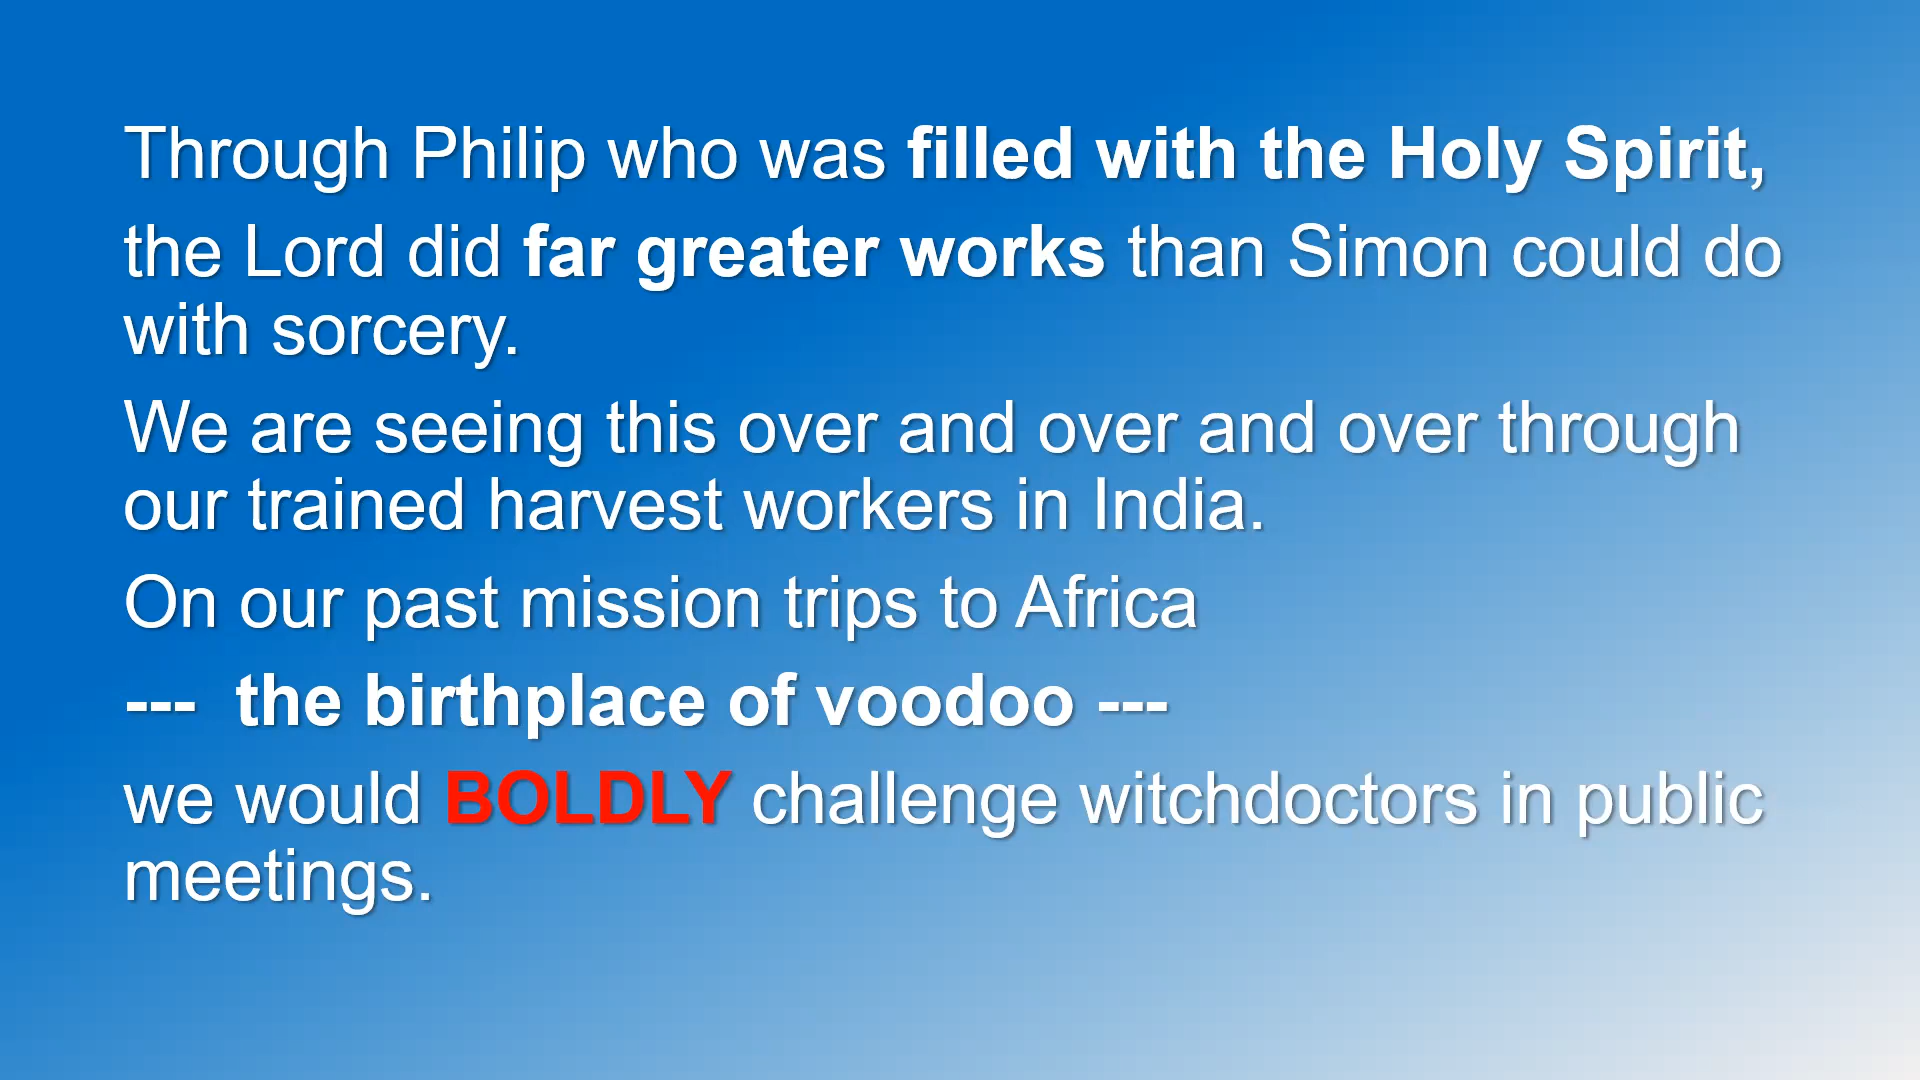 Through Philip who was filled with the Holy Spirit,
the Lord did far greater works than Simon could do
with sorcery.
We are seeing this over and over and over through
our trained harvest workers in India.
On our past mission trips to Africa
---  the birthplace of voodoo ---
we would BOLDLY challenge witchdoctors in public
meetings.